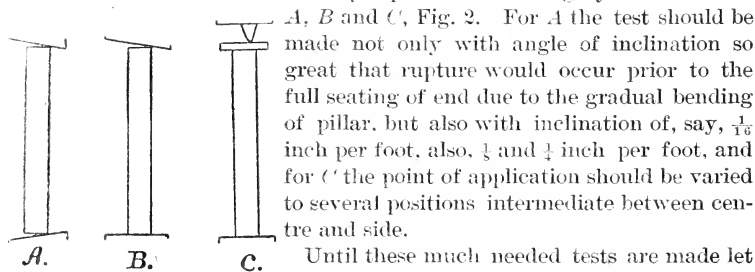 A, B and C, Fig. 2. For A the test should be
made not only with angle of inclination so
great that rupture would occur prior to the
full seating of end due to the gradual bending
of pillar, but also with inclination of, say, 1/16
inch per foot, also, 1/8 and 1/4 inch per foot, and
for C the point of application should be varied
to several positions intermediate between cen-
tre and side.
Until these much needed tests are made let
A. B. C.